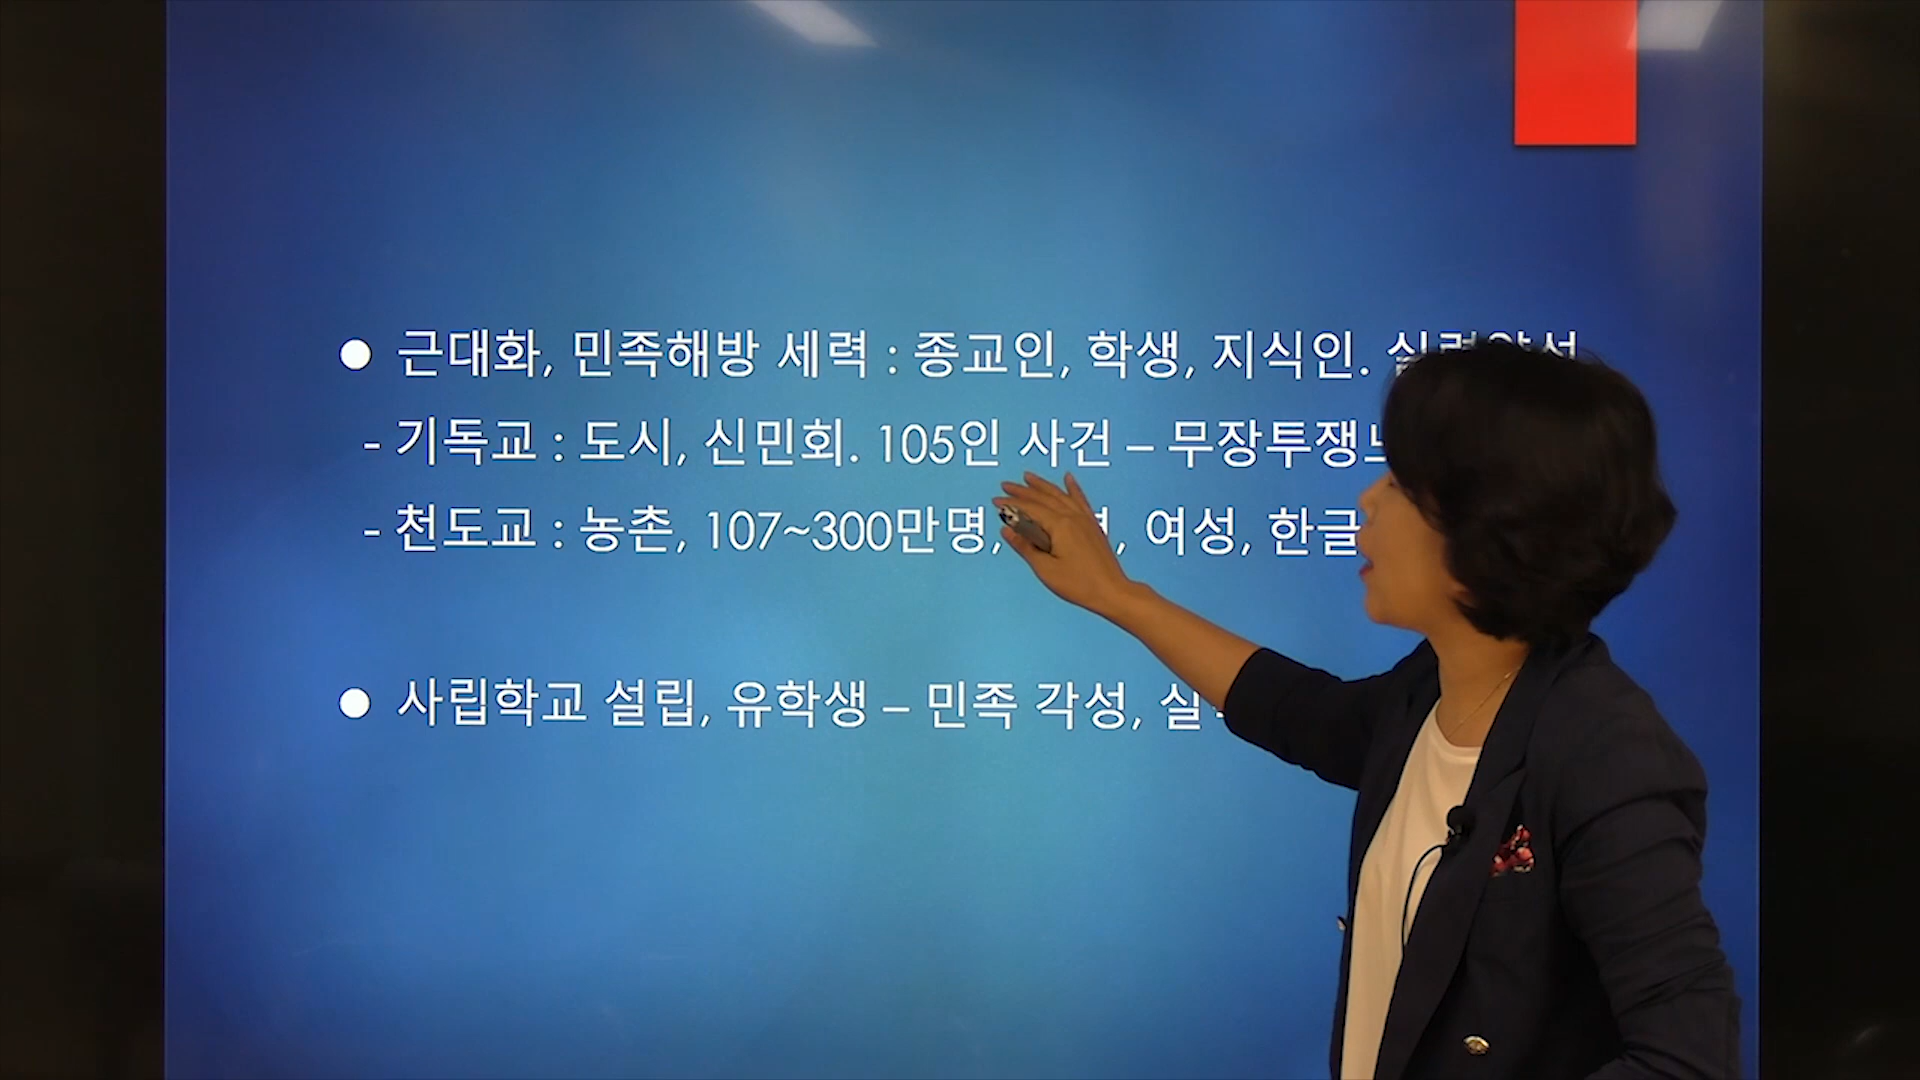 ● 근대화, 민족해방 세력 : 종교인, 학생, 지식인. 실력양성
- 기독교 : 도시, 신민회. 105인 사건 – 무장투쟁
- 천도교 : 농촌, 107~300만명, 여성, 한글
● 사립학교 설립, 유학생 – 민족 각성,